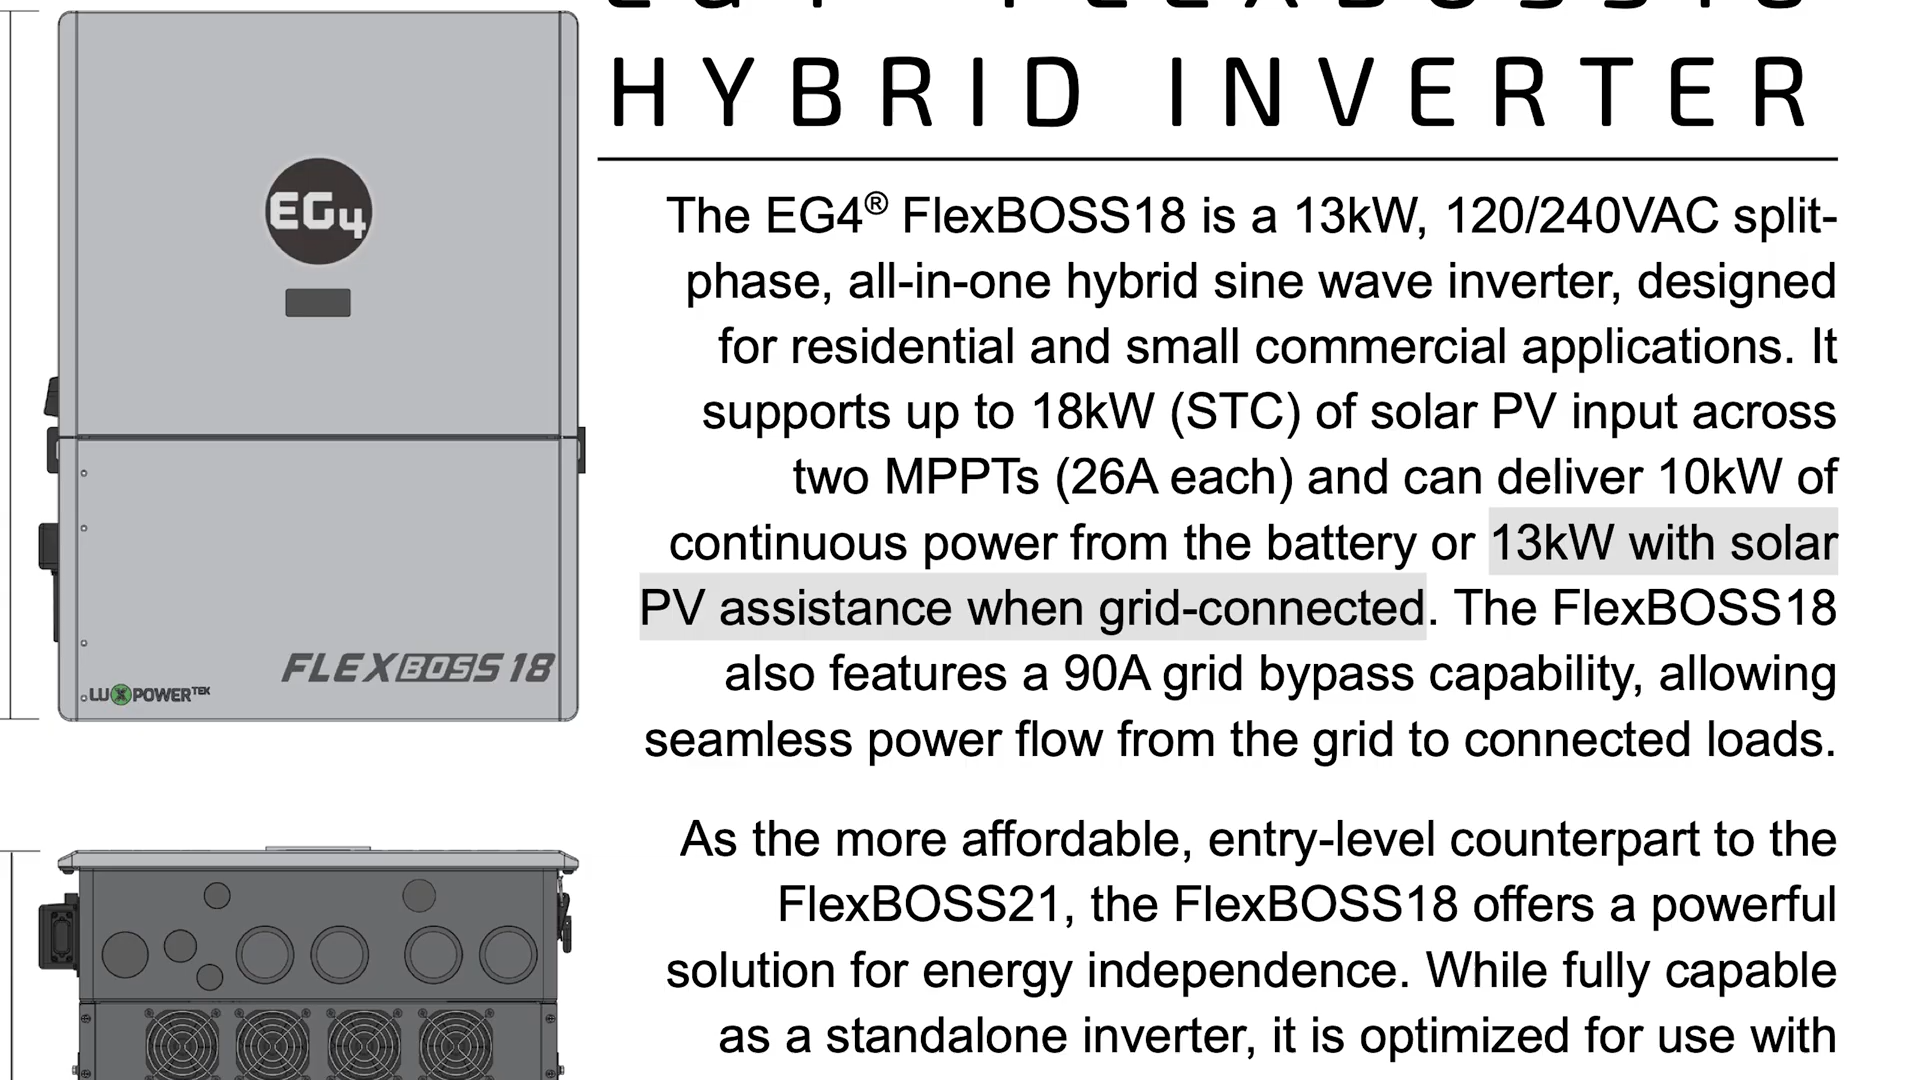 EG4® FLEXBOSS18
HYBRID INVERTER
The EG4® FlexBOSS18 is a 13kW, 120/240VAC split-
phase, all-in-one hybrid sine wave inverter, designed
for residential and small commercial applications. It
supports up to 18kW (STC) of solar PV input across
two MPPTs (26A each) and can deliver 10kW of
continuous power from the battery or 13kW with solar
PV assistance when grid-connected. The FlexBOSS18
also features a 90A grid bypass capability, allowing
seamless power flow from the grid to connected loads.
As the more affordable, entry-level counterpart to the
FlexBOSS21, the FlexBOSS18 offers a powerful
solution for energy independence. While fully capable
as a standalone inverter, it is optimized for use with
EG4
FLEXBOSS 18
LUXPOWERTEK